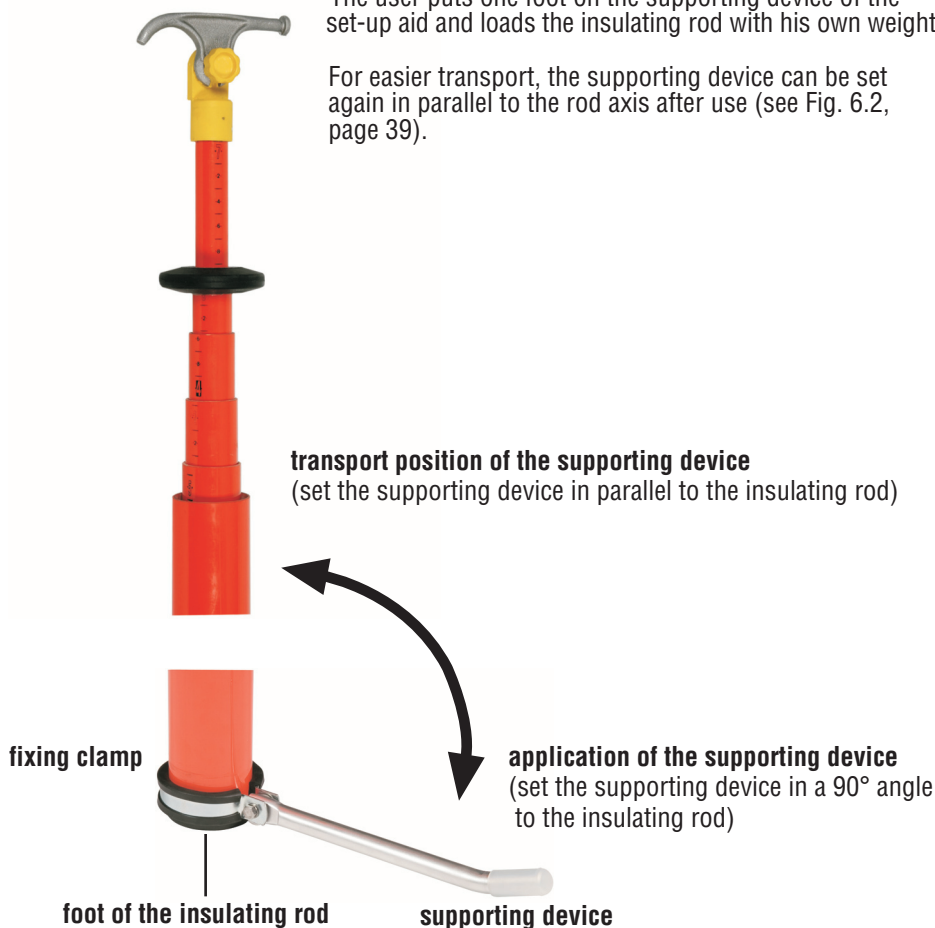 The user puts one foot on the supporting device of the
set-up aid and loads the insulating rod with his own weight
For easier transport, the supporting device can be set
again in parallel to the rod axis after use (see Fig. 6.2,
page 39).
transport position of the supporting device
(set the supporting device in parallel to the insulating rod)
fixing clamp
application of the supporting device
(set the supporting device in a 90° angle
to the insulating rod)
foot of the insulating rod
supporting device